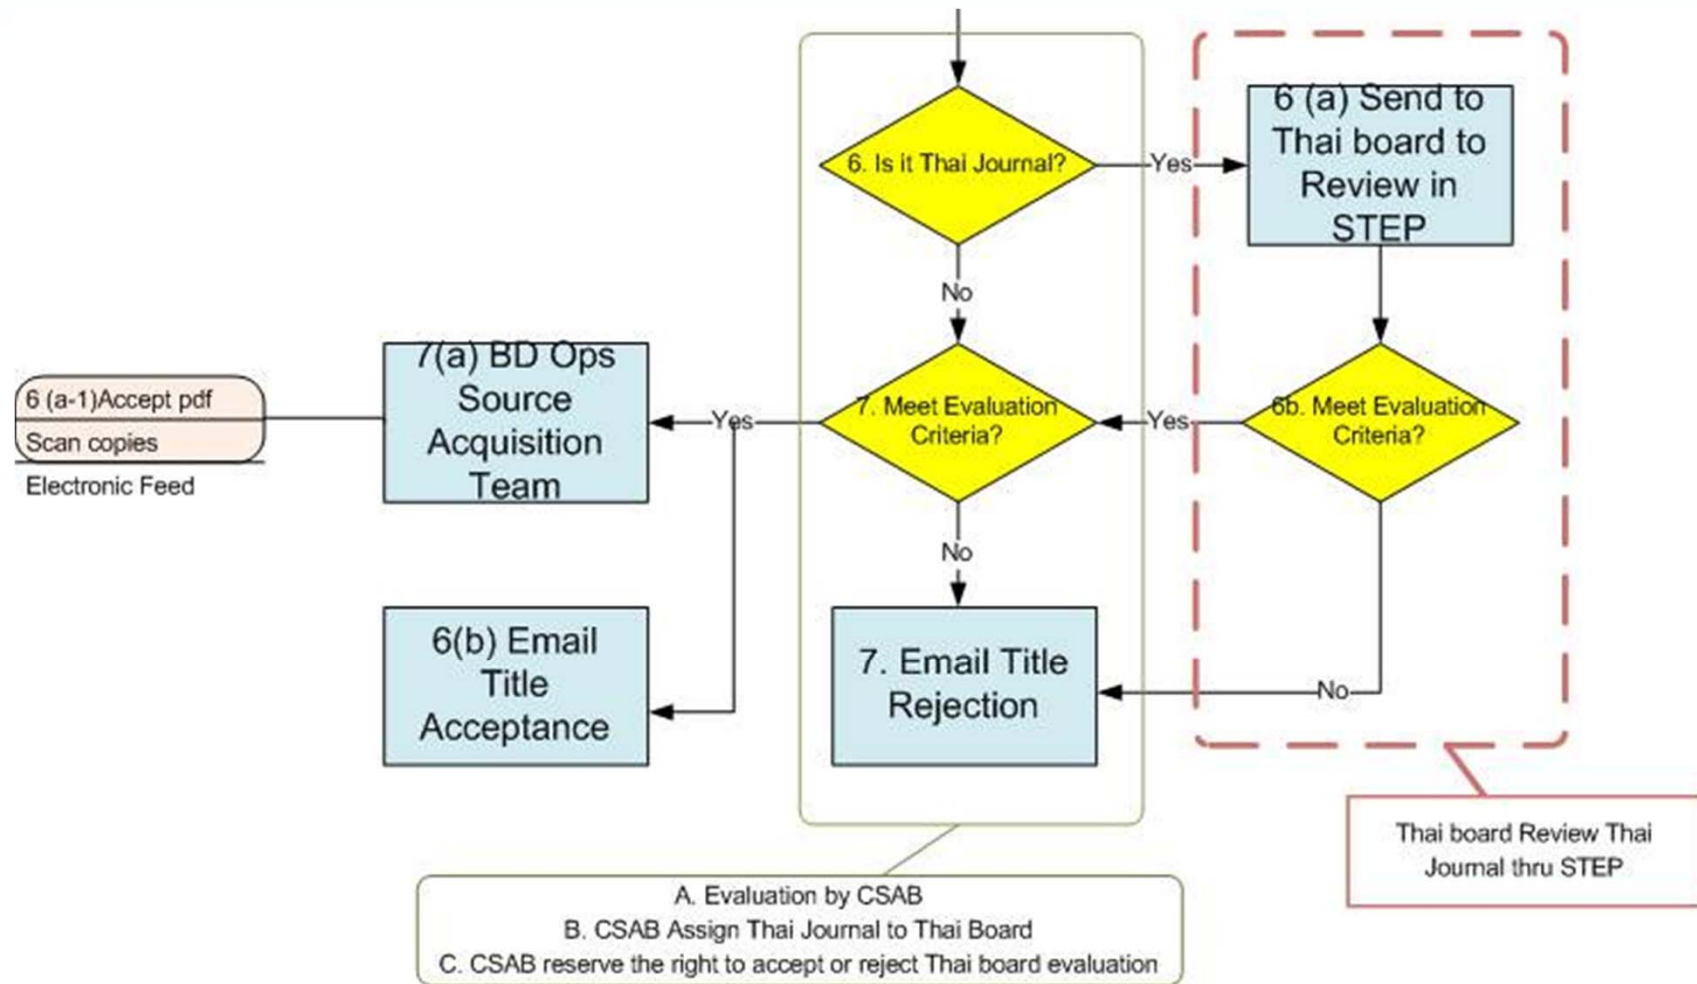 6. Is it Thai Journal?
Yes
6 (a) Send to
Thai board to
Review in
STEP
No
6 (a-1)Accept pdf
Scan copies
Electronic Feed
7(a) BD Ops
Source
Acquisition
Team
Yes
7. Meet Evaluation
Criteria?
Yes
6b. Meet Evaluation
Criteria?
No
6(b) Email
Title
Acceptance
7. Email Title
Rejection
No
Thai board Review Thai
Journal thru STEP
A. Evaluation by CSAB
B. CSAB Assign Thai Journal to Thai Board
C. CSAB reserve the right to accept or reject Thai board evaluation